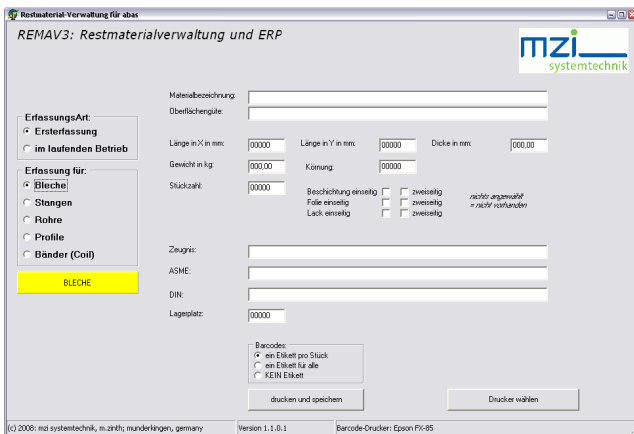 Restmaterial-Verwaltung für abas
REMAV3: Restmaterialverwaltung und ERP
mzi
systemtechnik
Materialbezeichnung:
Oberflächengüte:
ErfassungsArt:
Ersterfassung
im laufenden Betrieb
Länge in X in mm: 00000 Länge in Y in mm: 00000 Dicke in mm: 000,00
Gewicht in kg: 000,00 Körnung: 00000
Erfassung für:
Bleche
Stangen
Rohre
Profile
Bänder (Coil)
BLECHE
Stückzahl: 00000
Beschichtung einseitig zweiseitig
Folie einseitig zweiseitig
Lack einseitig zweiseitig
nichts angewählt
= nicht vorhanden
Zeugnis:
ASME:
DIN:
Lagerplatz: 00000
Barcodes:
ein Etikett pro Stück
ein Etikett für alle
KEIN Etikett
drucken und speichern Drucker wählen
(c) 2008: mzi systemtechnik, m.zinth; munderkingen, germany Version 1.1.0.1 Barcode-Drucker: Epson FX-85